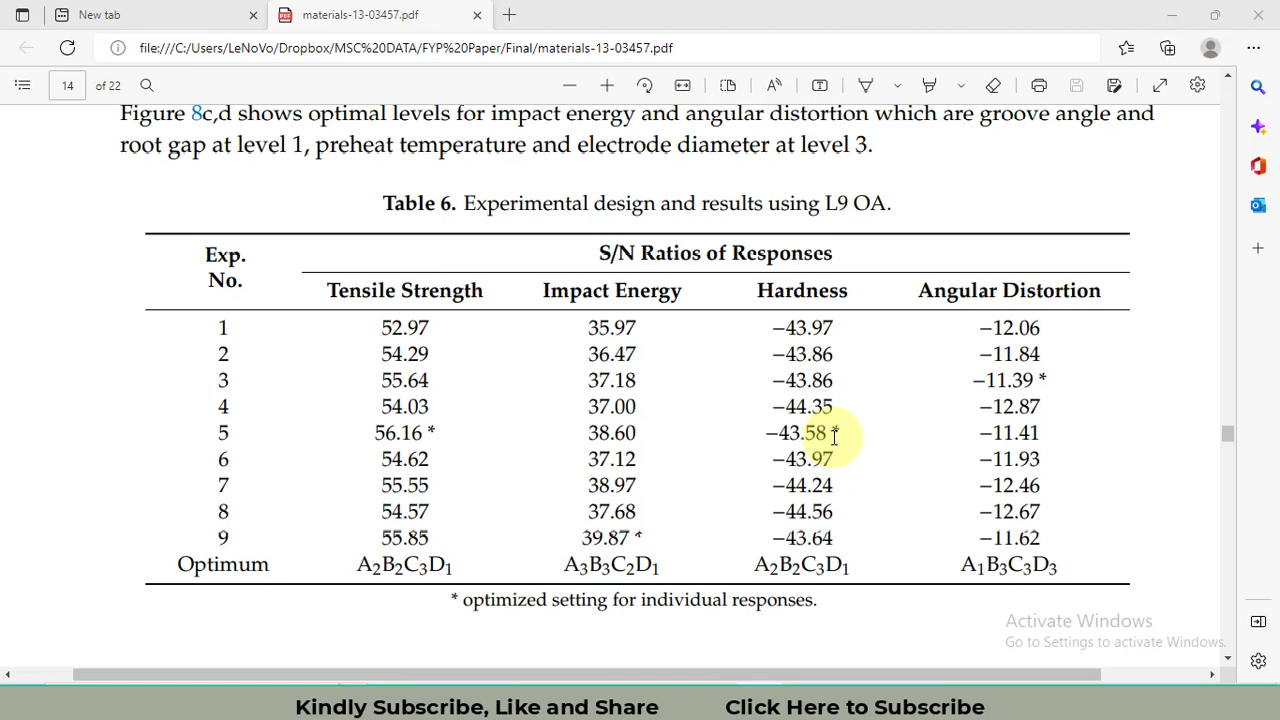 New tab
materials-13-03457.pdf
file:///C:/Users/LeNoVo/Dropbox/MSC%20DATA/FYP%20Paper/Final/materials-13-03457.pdf
14 of 22
Figure 8c,d shows optimal levels for impact energy and angular distortion which are groove angle and
root gap at level 1, preheat temperature and electrode diameter at level 3.
Table 6. Experimental design and results using L9 OA.
Exp. No. S/N Ratios of Responses
Tensile Strength Impact Energy Hardness Angular Distortion
1 52.97 35.97 −43.97 −12.06
2 54.29 36.47 −43.86 −11.84
3 55.64 37.18 −43.86 −11.39 *
4 54.03 37.00 −44.35 −12.87
5 56.16 * 38.60 −43.58 * −11.41
6 54.62 37.12 −43.97 −11.93
7 55.55 38.97 −44.24 −12.46
8 54.57 37.68 −44.56 −12.67
9 55.85 39.87 * −43.64 −11.62
Optimum A₂B₂C₃D₁ A₃B₃C₂D₁ A₂B₂C₃D₁ A₁B₃C₃D₃
* optimized setting for individual responses.
Activate Windows
Go to Settings to activate Windows.
Kindly Subscribe, Like and Share Click Here to Subscribe